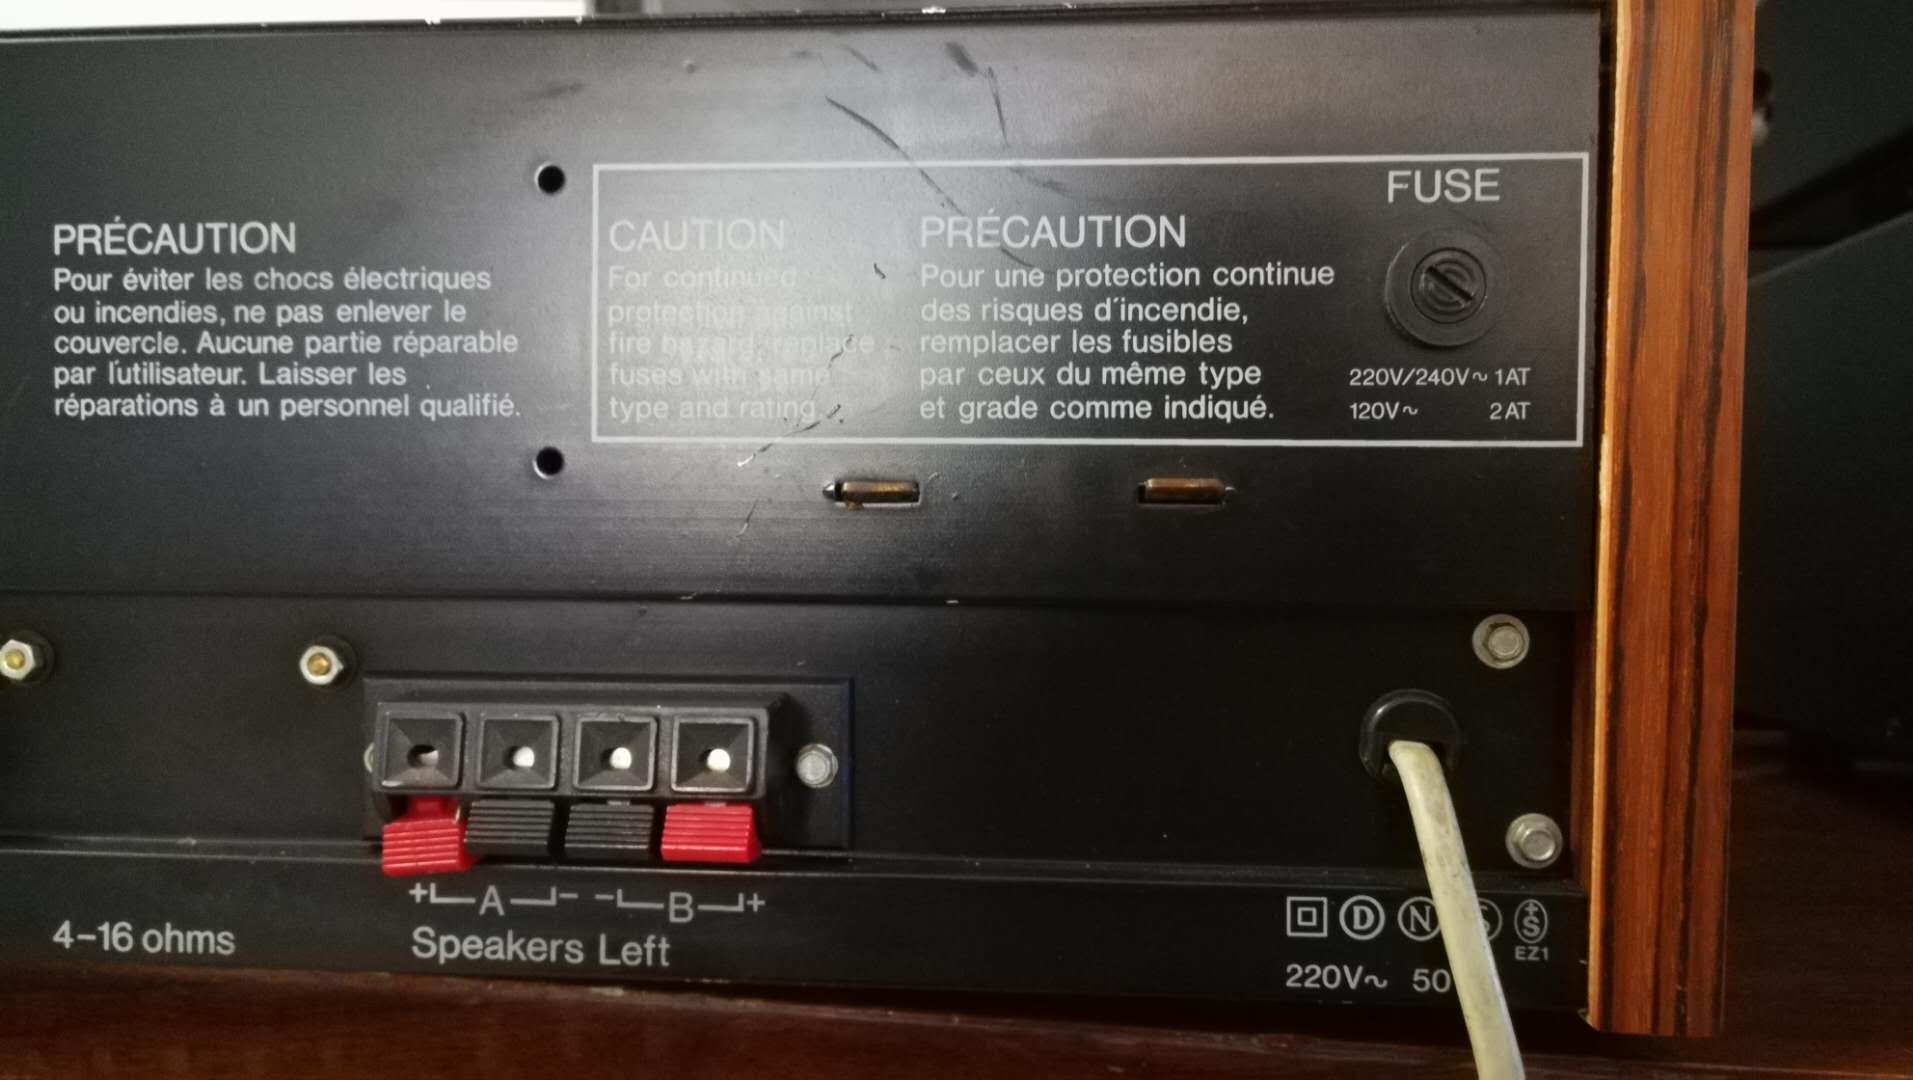 PRÉCAUTION
Pour éviter les chocs électriques
ou incendies, ne pas enlever le
couvercle. Aucune partie réparable
par l'utilisateur. Laisser les
réparations à un personnel qualifié.
CAUTION
For continued
protection against
fire hazard, replace
fuses with same
type and rating.
PRÉCAUTION
Pour une protection continue
des risques d'incendie,
remplacer les fusibles
par ceux du même type
et grade comme indiqué.
FUSE
220V/240V~ 1AT
120V~ 2AT
+ A - - B +
4-16 ohms
Speakers Left
D N S +S
EZ1
220V~ 50